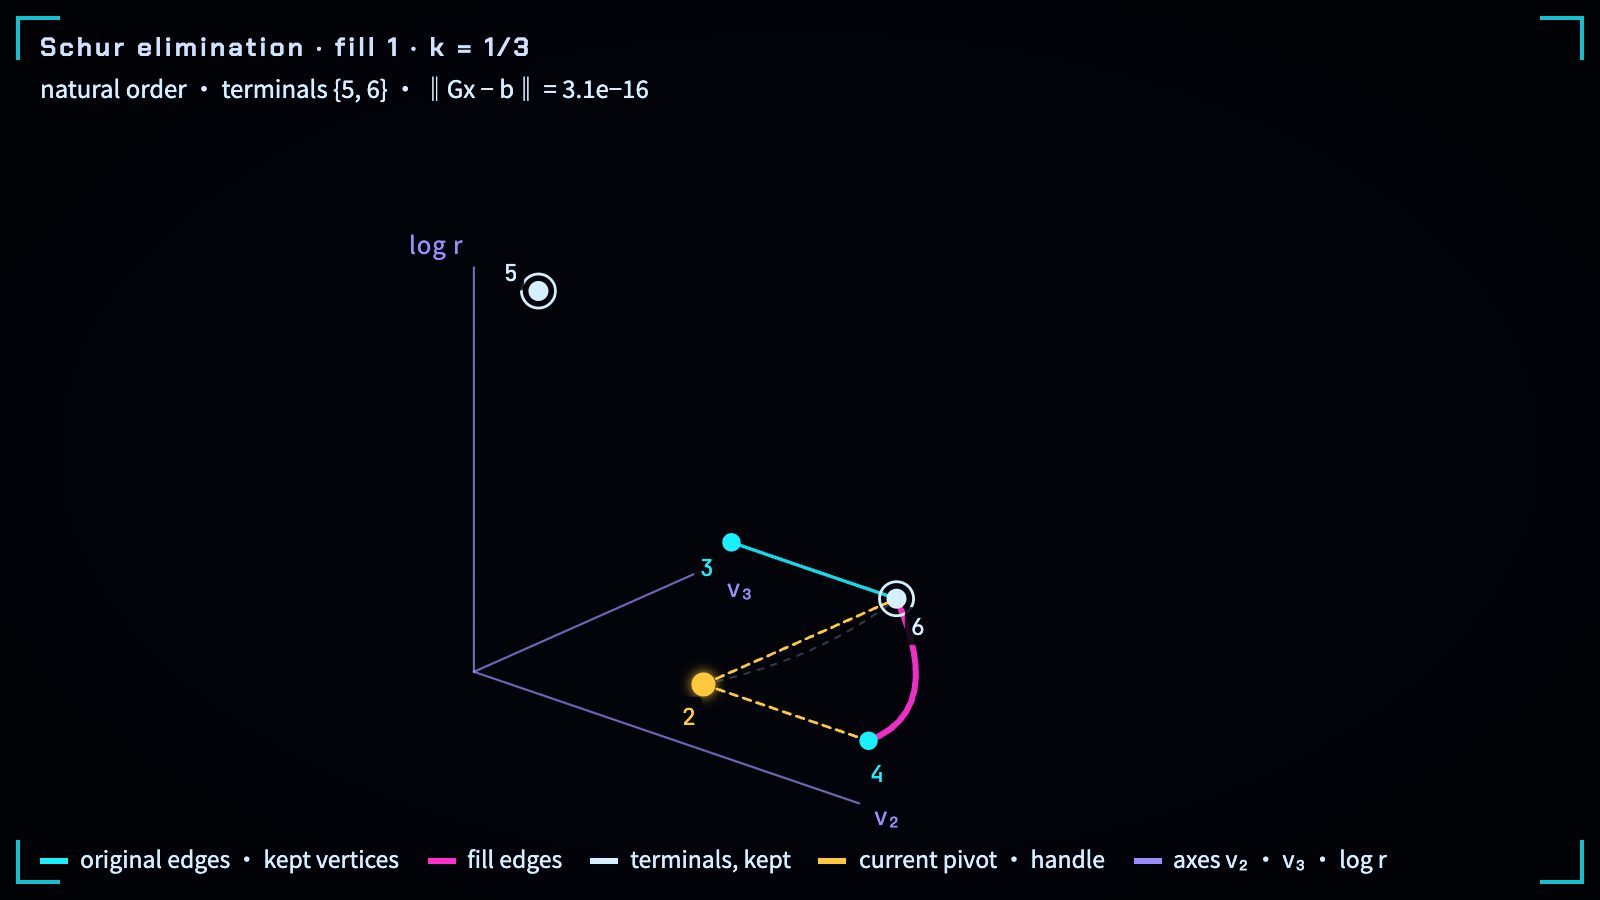 Schur elimination · fill 1 · k = 1/3
natural order • terminals {5, 6} • ‖ Gx − b ‖ = 3.1e−16
log r
5
3
v₃
6
2
4
v₂
original edges • kept vertices
fill edges
terminals, kept
current pivot • handle
axes v₂ • v₃ • log r